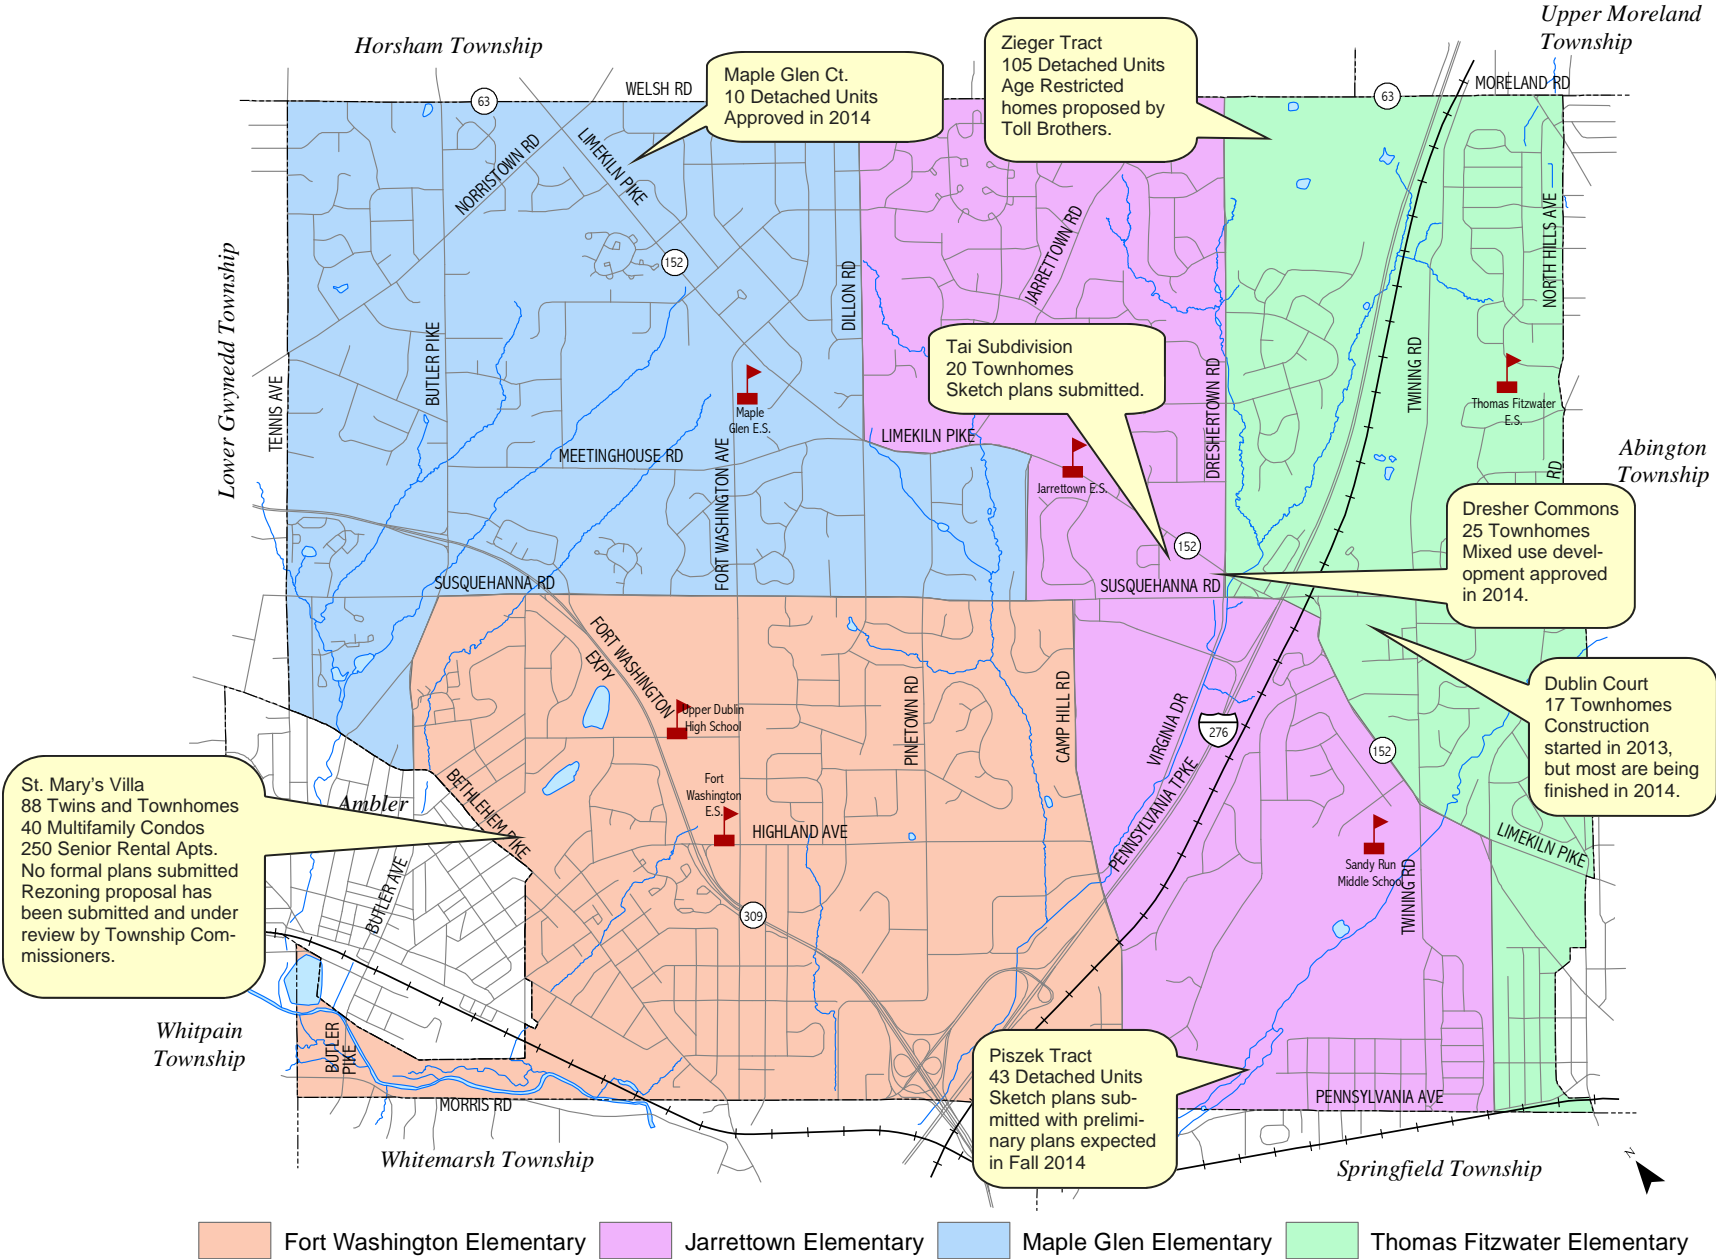 Upper Moreland
Township
Horsham Township
Zieger Tract
105 Detached Units
Age Restricted
homes proposed by
Toll Brothers.
Maple Glen Ct.
10 Detached Units
Approved in 2014
WELSH RD
63
63
MORELAND RD
NORRISTOWN RD
LIMEKILN PIKE
152
JARRETTOWN RD
NORTH HILLS AVE
Lower Gwynedd Township
DILLON RD
BUTLER PIKE
TENNIS AVE
Tai Subdivision
20 Townhomes
Sketch plans submitted.
DRESHERTOWN RD
TWINING RD
Thomas Fitzwater
E.S.
Maple
Glen E.S.
LIMEKILN PIKE
MEETINGHOUSE RD
FORT WASHINGTON AVE
Jarrettown E.S.
RD
Abington
Township
Dresher Commons
25 Townhomes
Mixed use devel-
opment approved
in 2014.
152
SUSQUEHANNA RD
SUSQUEHANNA RD
FORT WASHINGTON
EXPY
Upper Dublin
High School
PINETOWN RD
CAMP HILL RD
VIRGINIA DR
276
152
Dublin Court
17 Townhomes
Construction
started in 2013,
but most are being
finished in 2014.
St. Mary's Villa
88 Twins and Townhomes
40 Multifamily Condos
250 Senior Rental Apts.
No formal plans submitted
Rezoning proposal has
been submitted and under
review by Township Com-
missioners.
Ambler
BETHLEHEM PIKE
Fort
Washington
E.S.
HIGHLAND AVE
PENNSYLVANIA TPKE
LIMEKILN PIKE
Sandy Run
Middle School
TWINING RD
BUTLER AVE
309
Whitpain
Township
BUTLER
PIKE
Piszek Tract
43 Detached Units
Sketch plans sub-
mitted with prelimi-
nary plans expected
in Fall 2014
MORRIS RD
PENNSYLVANIA AVE
Whitemarsh Township
Springfield Township
N
Fort Washington Elementary
Jarrettown Elementary
Maple Glen Elementary
Thomas Fitzwater Elementary